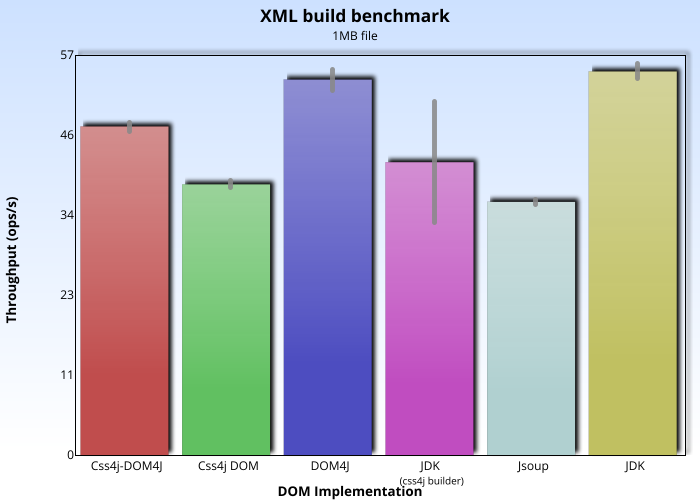 XML build benchmark
1MB file
57
46
34
23
11
0
Throughput (ops/s)
Css4j-DOM4J
Css4j DOM
DOM4J
JDK
(css4j builder)
Jsoup
JDK
DOM Implementation